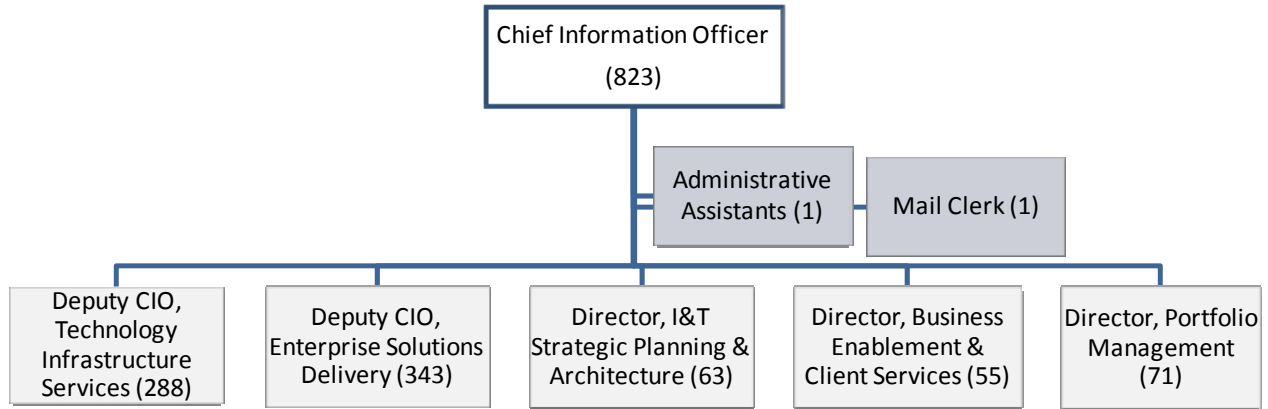 Chief Information Officer
(823)
Administrative
Assistants (1)
Mail Clerk (1)
Deputy CIO,
Technology
Infrastructure
Services (288)
Deputy CIO,
Enterprise Solutions
Delivery (343)
Director, I&T
Strategic Planning &
Architecture (63)
Director, Business
Enablement &
Client Services (55)
Director, Portfolio
Management
(71)